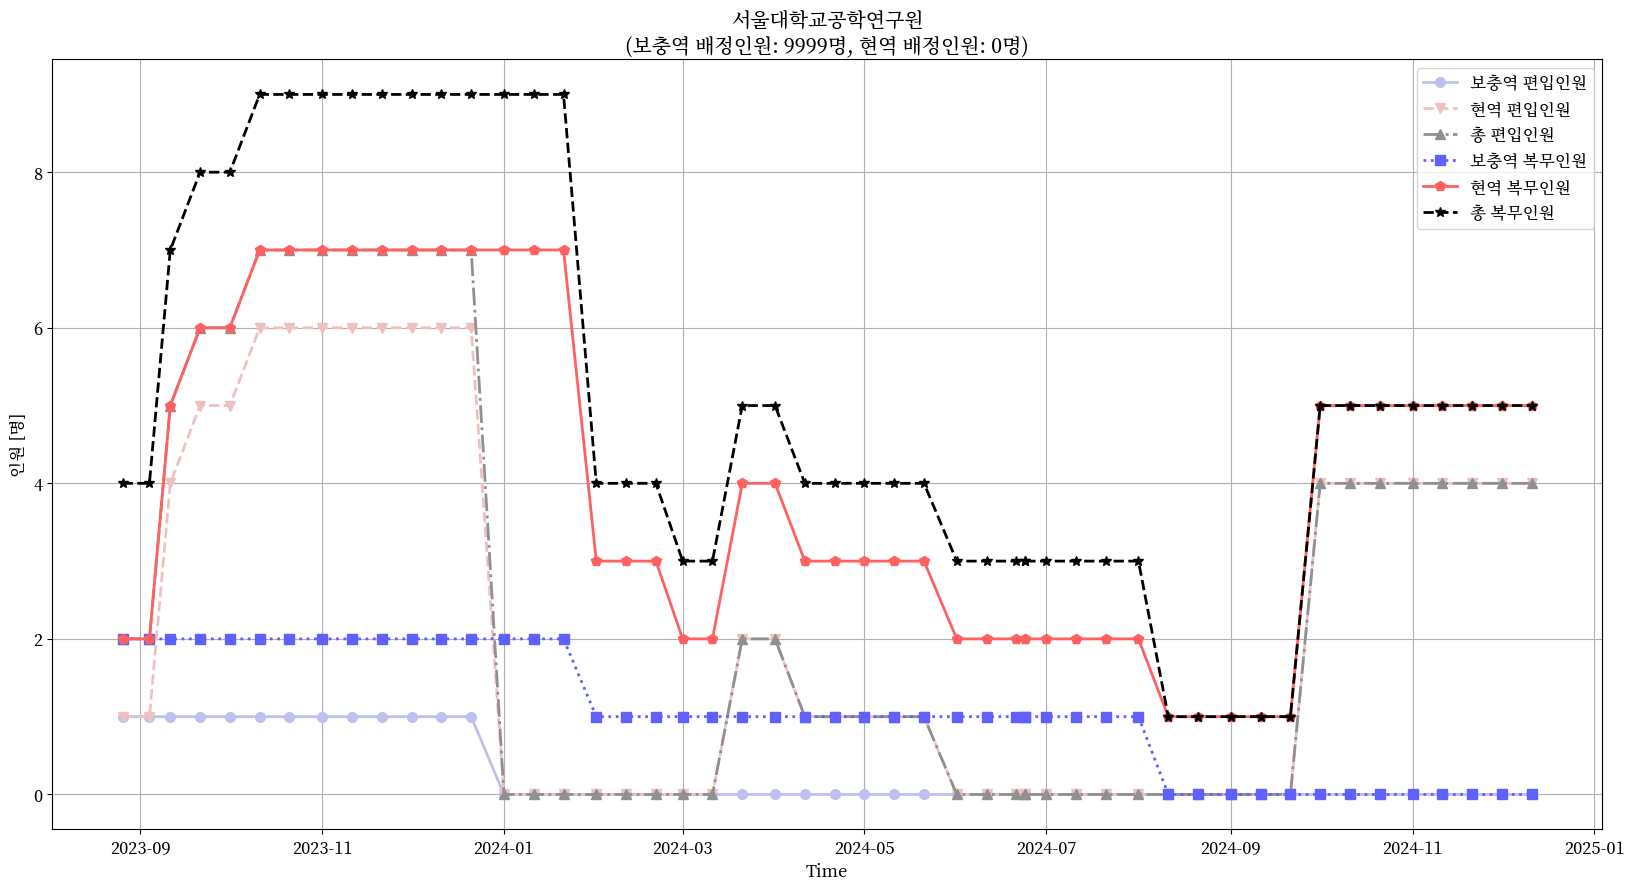 서울대학교공학연구원
(보충역 배정인원: 9999명, 현역 배정인원: 0명)
보충역 편입인원
현역 편입인원
총 편입인원
보충역 복무인원
현역 복무인원
총 복무인원
인원 [명]
8
6
4
2
0
2023-09
2023-11
2024-01
2024-03
2024-05
2024-07
2024-09
2024-11
2025-01
Time